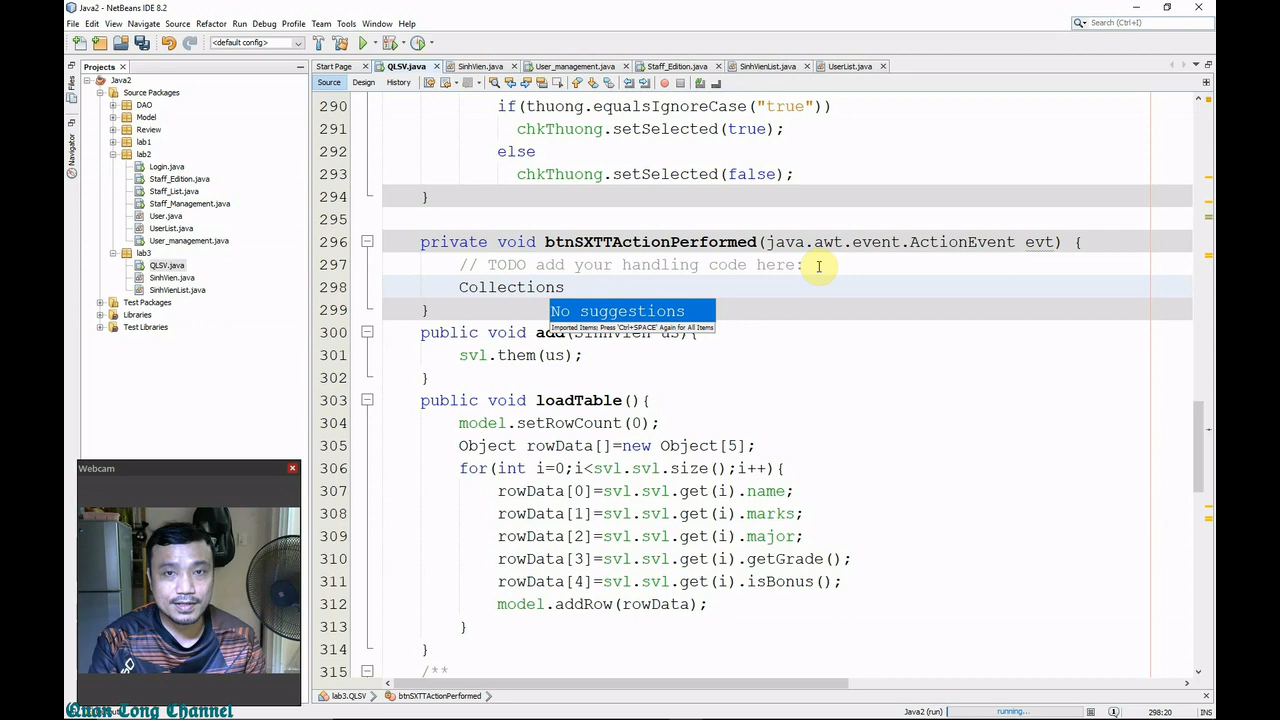 Java2 - NetBeans IDE 8.2
File Edit View Navigate Source Refactor Run Debug Profile Team Tools Window Help
Search (Ctrl+I)
<default config>
Projects
Start Page QLSV.java SinhVien.java User_management.java Staff_Edition.java SinhVienList.java UserList.java
Source Design History
Files
Navigator
Java2
Source Packages
DAO
Model
Review
lab1
lab2
Login.java
Staff_Edition.java
Staff_List.java
Staff_Management.java
User.java
UserList.java
User_management.java
lab3
QLSV.java
SinhVien.java
SinhVienList.java
Test Packages
Libraries
Test Libraries
290 if(thuong.equalsIgnoreCase("true"))
291 chkThuong.setSelected(true);
292 else
293 chkThuong.setSelected(false);
294 }
295
296 private void btnSXTTActionPerformed(java.awt.event.ActionEvent evt) {
297 // TODO add your handling code here:
298 Collections
No suggestions
Imported Items; Press 'Ctrl+SPACE' Again for All Items
299 }
300 public void add(SinhVien us){
301 svl.them(us);
302 }
303 public void loadTable(){
304 model.setRowCount(0);
305 Object rowData[]=new Object[5];
306 for(int i=0;i<svl.svl.size();i++){
307 rowData[0]=svl.svl.get(i).name;
308 rowData[1]=svl.svl.get(i).marks;
309 rowData[2]=svl.svl.get(i).major;
310 rowData[3]=svl.svl.get(i).getGrade();
311 rowData[4]=svl.svl.get(i).isBonus();
312 model.addRow(rowData);
313 }
314 }
315 /**
Webcam
lab3.QLSV btnSXTTActionPerformed
Quan Tong Channel
Java2 (run) running... 1 298:20 INS